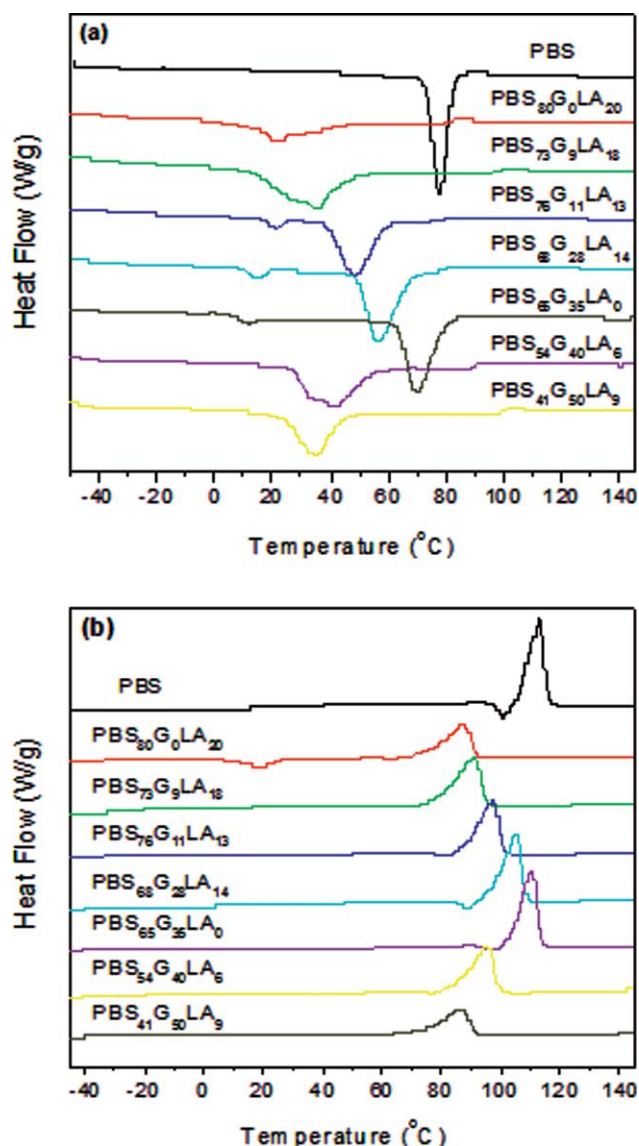 (a)
PBS
PBS₈₀G₀LA₂₀
PBS₇₃G₉LA₁₈
PBS₇₆G₁₁LA₁₃
PBS₆₈G₂₈LA₁₄
PBS₆₅G₃₅LA₀
PBS₅₄G₄₀LA₆
PBS₄₁G₅₀LA₉
Heat Flow (W/g)
-40 -20 0 20 40 60 80 100 120 140
Temperature (°C)
(b)
PBS
PBS₈₀G₀LA₂₀
PBS₇₃G₉LA₁₈
PBS₇₆G₁₁LA₁₃
PBS₆₈G₂₈LA₁₄
PBS₆₅G₃₅LA₀
PBS₅₄G₄₀LA₆
PBS₄₁G₅₀LA₉
Heat Flow (W/g)
-40 -20 0 20 40 60 80 100 120 140
Temperature (°C)